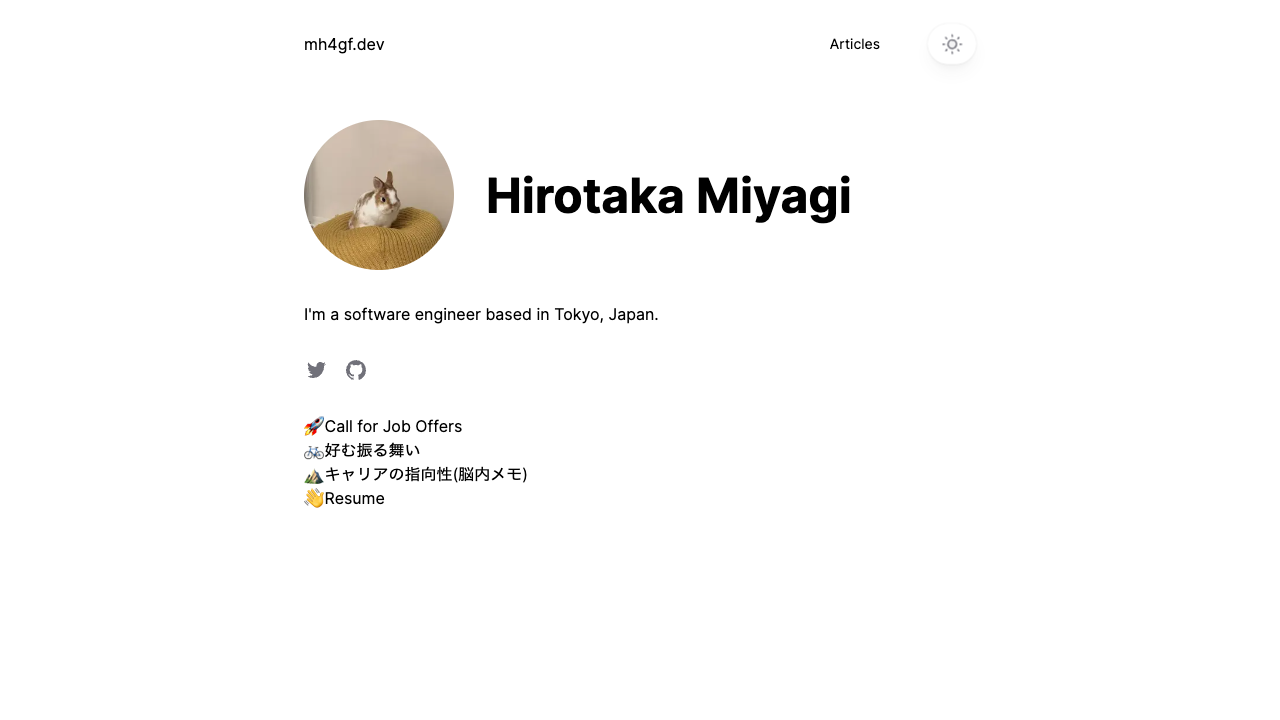 mh4gf.dev
Articles
Hirotaka Miyagi
I'm a software engineer based in Tokyo, Japan.
🚀Call for Job Offers
🚲好む振る舞い
⛰️キャリアの指向性(脳内メモ)
👋Resume